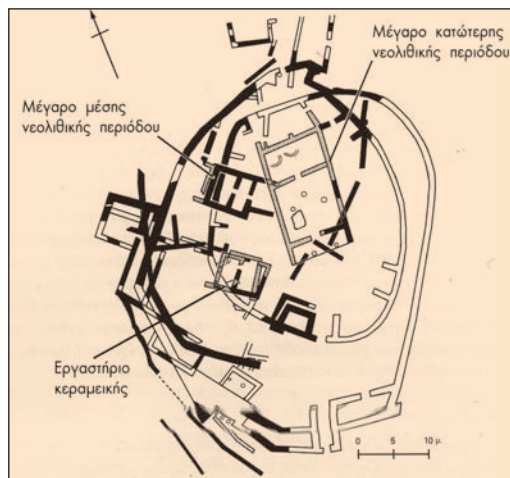 Μέγαρο κατώτερης
νεολιθικής περιόδου
Μέγαρο μέσης
νεολιθικής περιόδου
Εργαστήριο
κεραμεικής
0 5 10 μ.